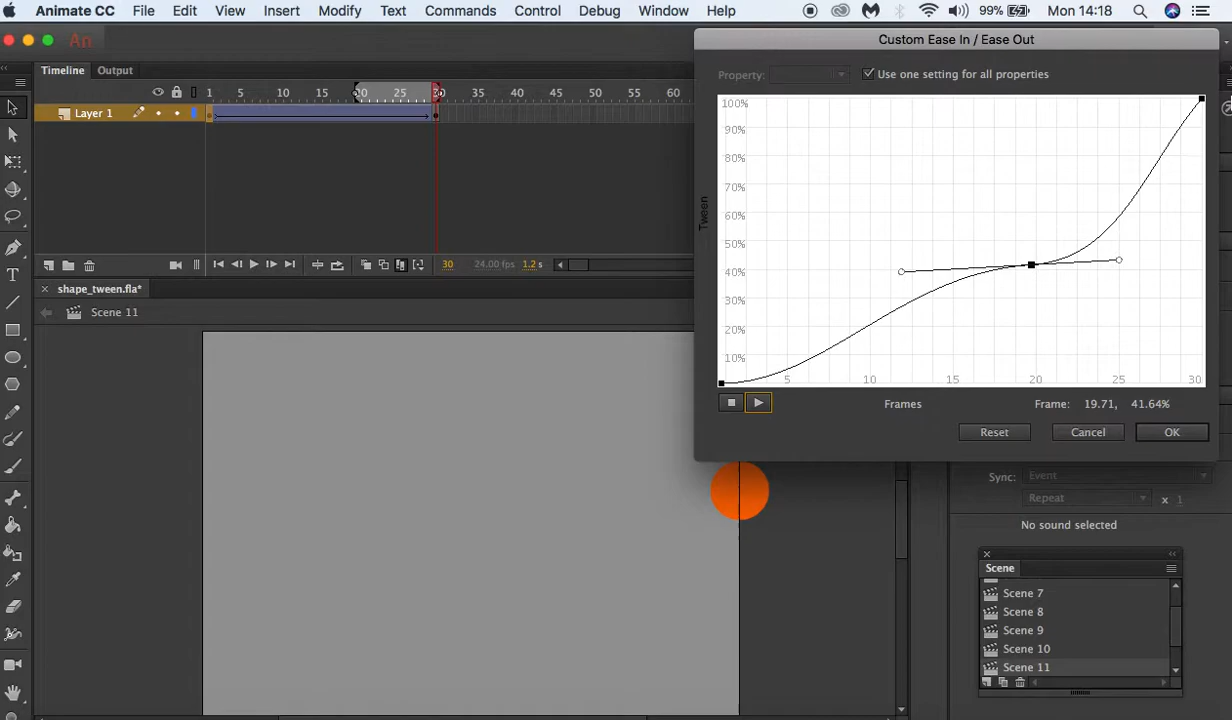 Animate CC File Edit View Insert Modify Text Commands Control Debug Window Help 99% Mon 14:18
An
Custom Ease In / Ease Out
Timeline Output
Property: Use one setting for all properties
1 5 10 15 20 25 30 35 40 45 50 55 60
Layer 1
100%
90%
80%
70%
60%
50%
40%
30%
20%
10%
Tween
5 10 15 20 25 30
30 24.00 fps 1.2 s
shape_tween.fla*
Scene 11
Frames Frame: 19.71, 41.64%
Reset Cancel OK
Sync: Event
Repeat x 1
No sound selected
Scene
Scene 7
Scene 8
Scene 9
Scene 10
Scene 11